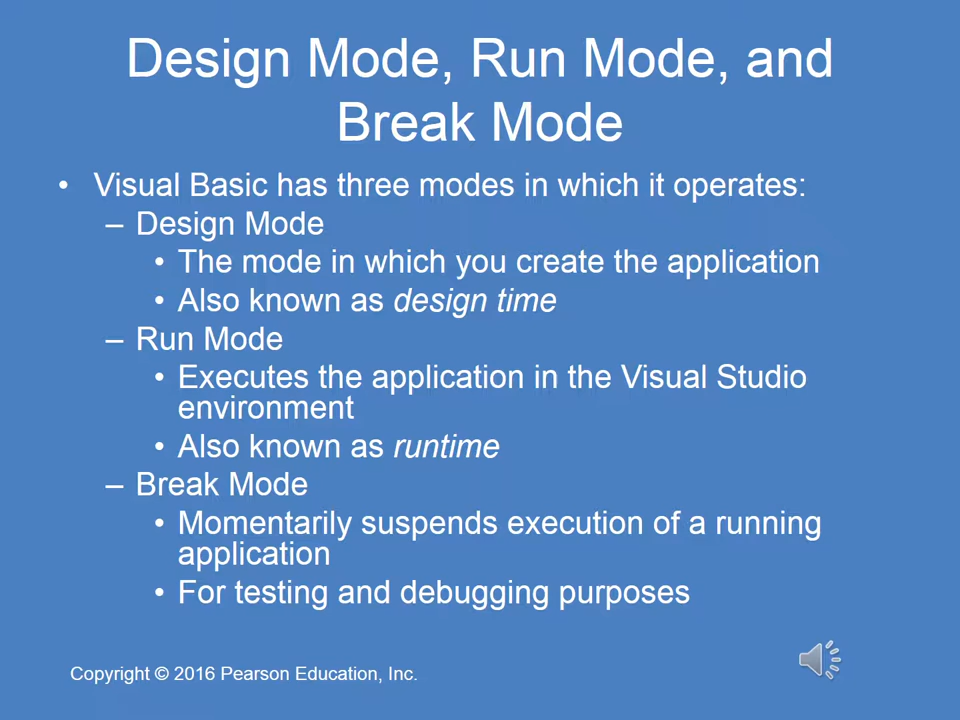 Design Mode, Run Mode, and
Break Mode
• Visual Basic has three modes in which it operates:
– Design Mode
• The mode in which you create the application
• Also known as design time
– Run Mode
• Executes the application in the Visual Studio
environment
• Also known as runtime
– Break Mode
• Momentarily suspends execution of a running
application
• For testing and debugging purposes
Copyright © 2016 Pearson Education, Inc.